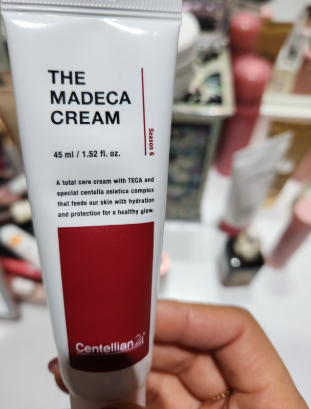 THE
MADECA
CREAM
Season 6
45 ml / 1.52 fl. oz.
A total care cream with TECA and
special centella asiatica complex
that feeds our skin with hydration
and protection for a healthy glow.
Centellian24